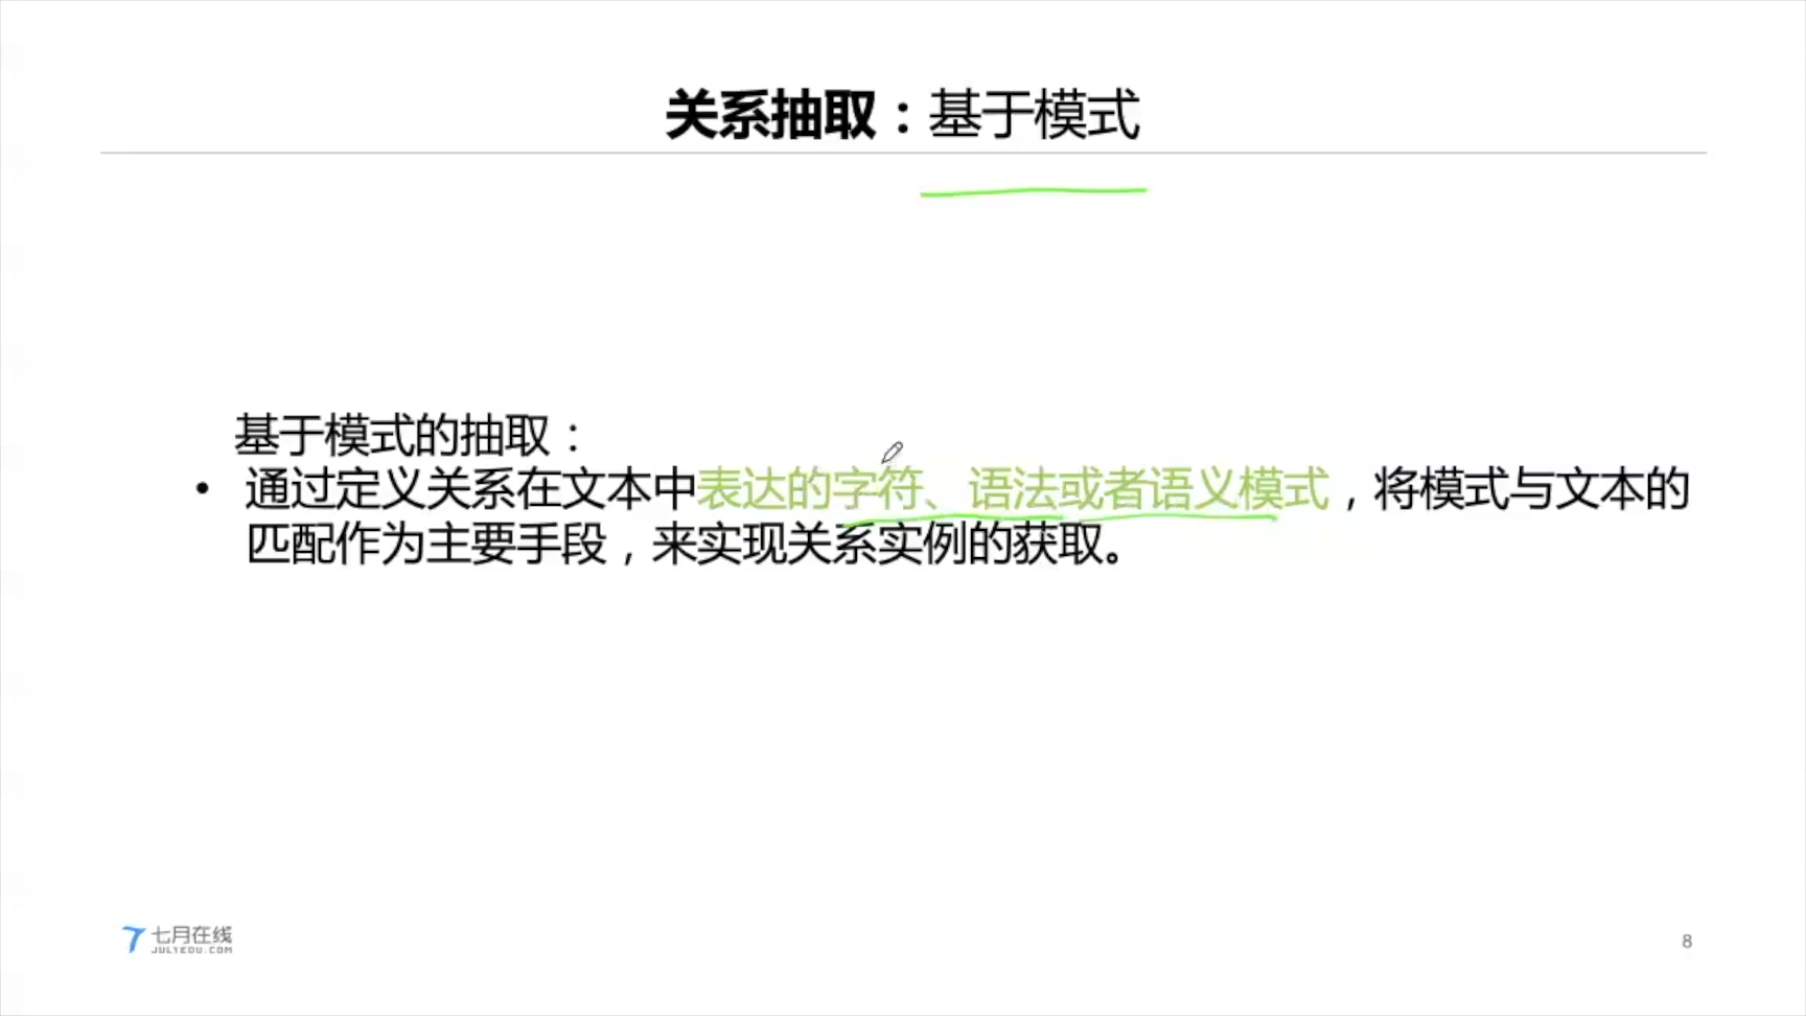 关系抽取：基于模式
基于模式的抽取：
• 通过定义关系在文本中表达的字符、语法或者语义模式，将模式与文本的
匹配作为主要手段，来实现关系实例的获取。
七月在线
JULYEDU.COM
8